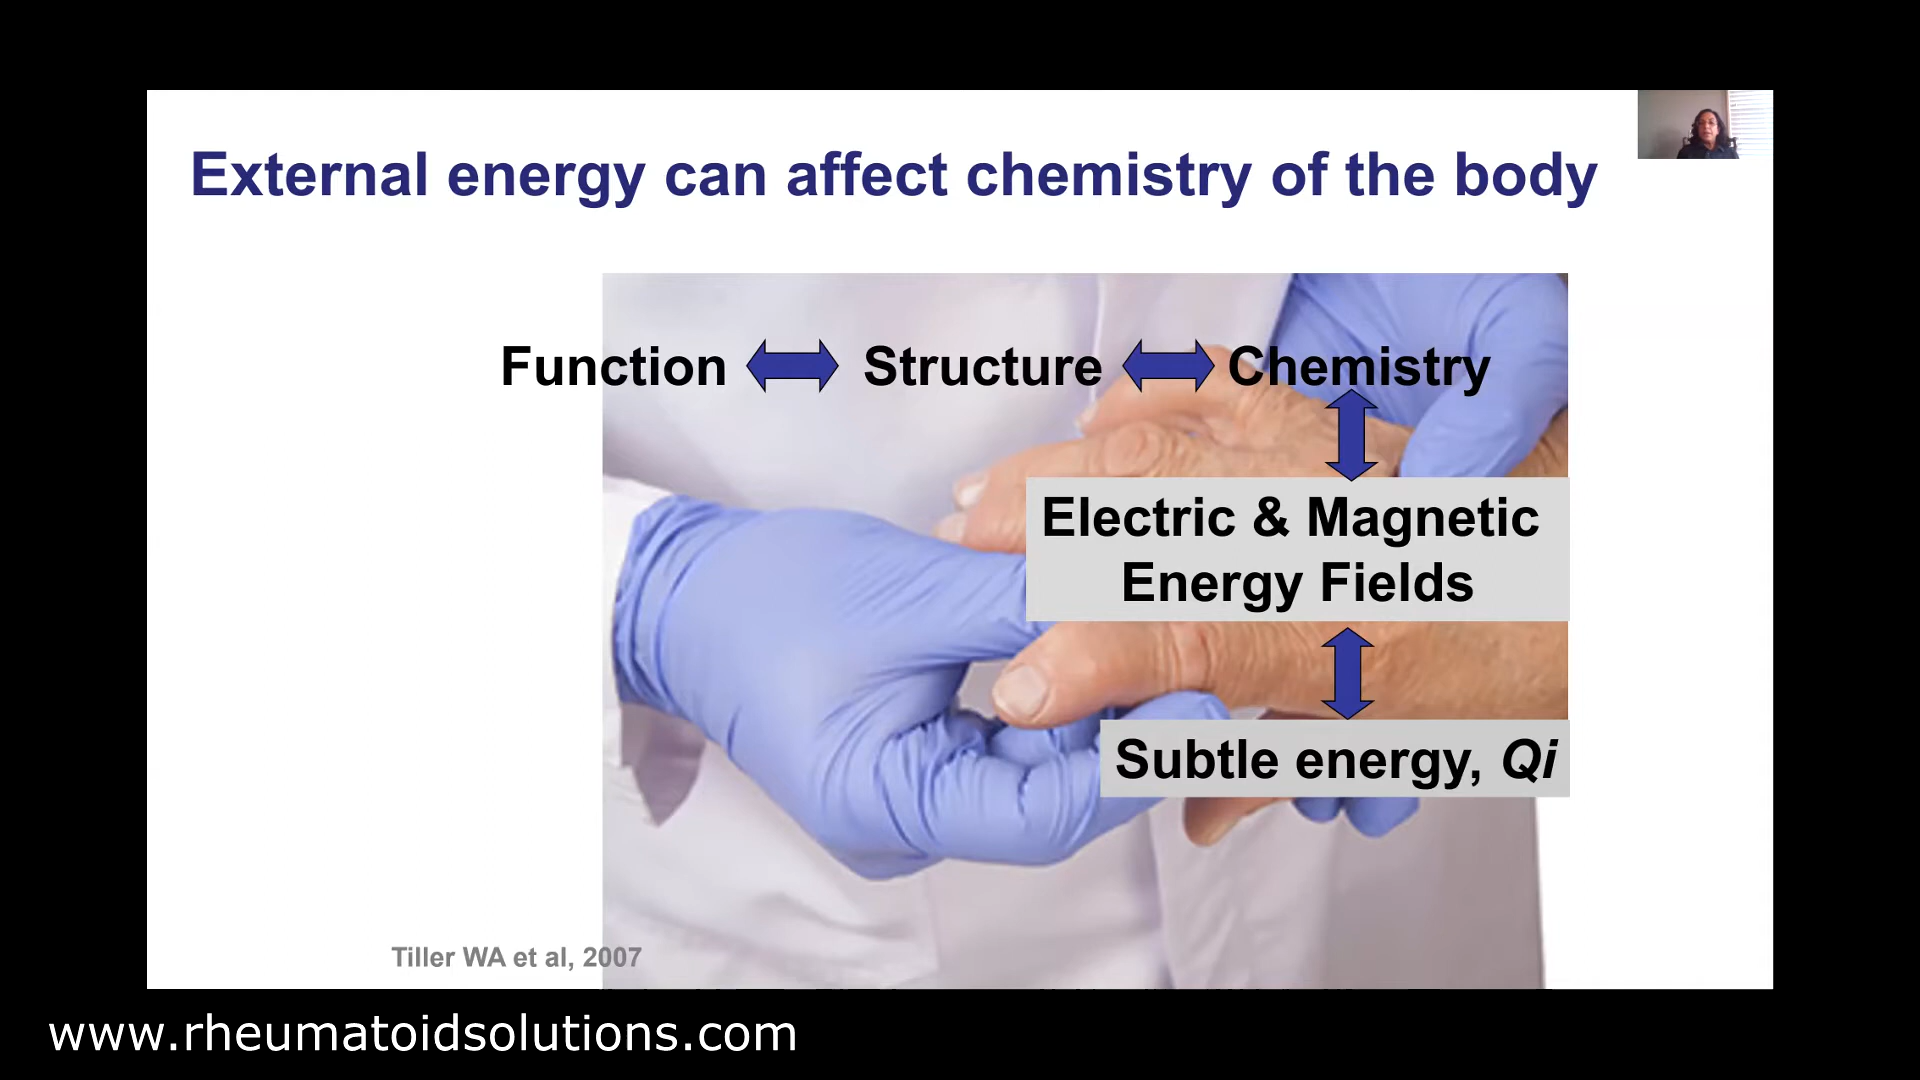 External energy can affect chemistry of the body
Function Structure Chemistry
Electric & Magnetic
Energy Fields
Subtle energy, Qi
Tiller WA et al, 2007
www.rheumatoidsolutions.com